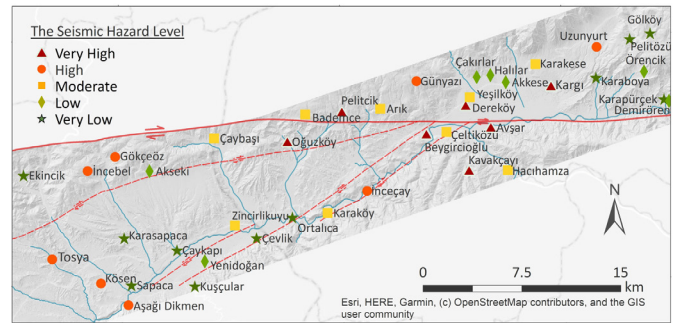 The Seismic Hazard Level
Very High
High
Moderate
Low
Very Low
Gölköy
Uzunyurt
Pelitözü
Örencik
Çakırlar
Halılar
Karakese
Günyazı
Akkese
Kargı
Karaboya
Yeşilköy
Pelitcik
Arık
Dereköy
Karapürçek
Demirören
Bademce
Çaybaşı
Oğuzköy
Çeltiközü
Avşar
Beygircioğlu
Gökçeöz
İncebel
Akseki
Ekincik
Kavakçayı
Hacıhamza
İnceçay
Zincirlikuyu
Karaköy
Ortalıca
Karasapaca
Çevlik
Çaykapı
Tosya
Yenidoğan
Kösen
Sapaca
Kuşçular
Aşağı Dikmen
N
0 7.5 15
km
Esri, HERE, Garmin, (c) OpenStreetMap contributors, and the GIS
user community